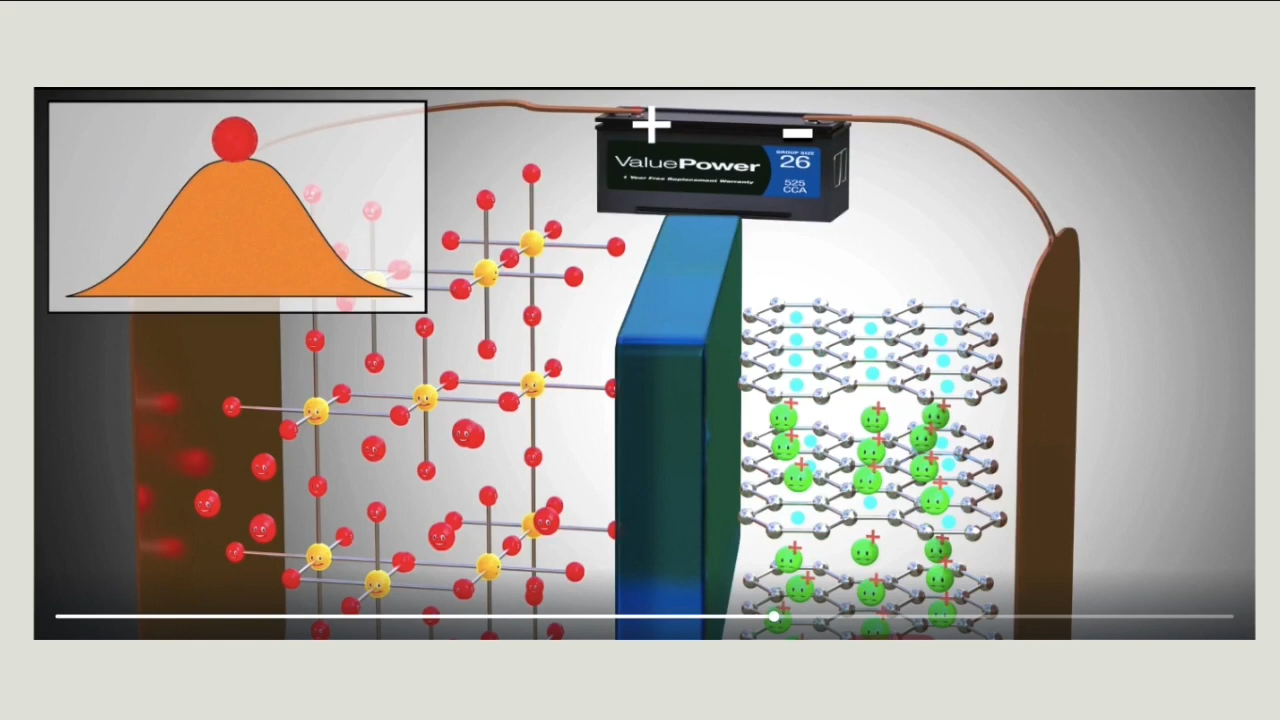 + -
ValuePower
1 Year Free Replacement Warranty
GROUP SIZE
26
525
CCA